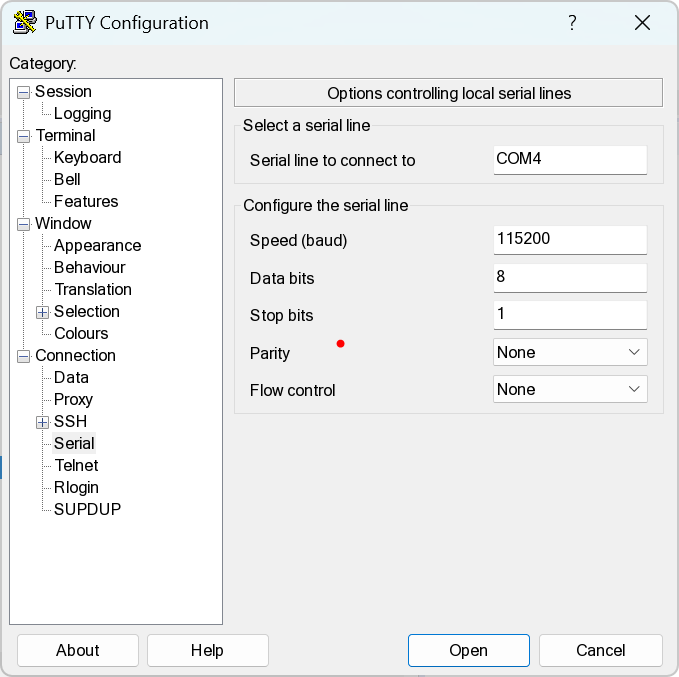 PuTTY Configuration
?
Category:
Session
Logging
Terminal
Keyboard
Bell
Features
Window
Appearance
Behaviour
Translation
Selection
Colours
Connection
Data
Proxy
SSH
Serial
Telnet
Rlogin
SUPDUP
Options controlling local serial lines
Select a serial line
Serial line to connect to COM4
Configure the serial line
Speed (baud) 115200
Data bits 8
Stop bits 1
Parity None
Flow control None
About Help Open Cancel